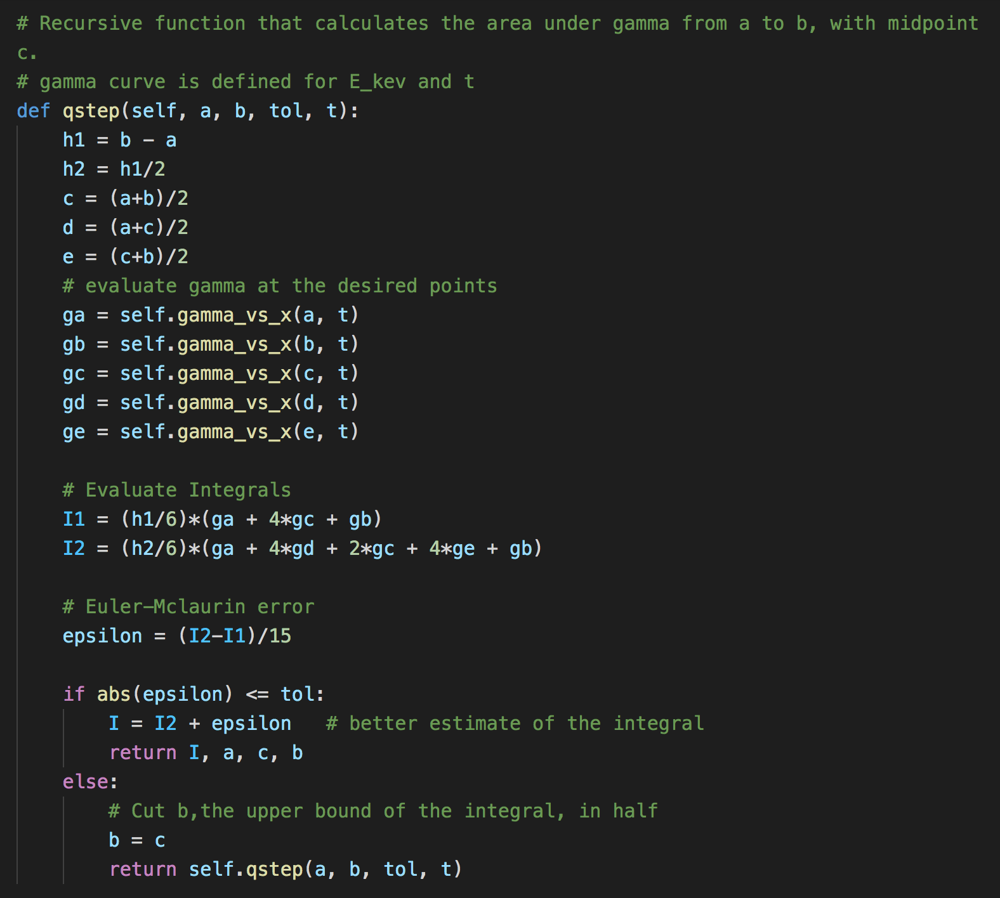 # Recursive function that calculates the area under gamma from a to b, with midpoint
c.
# gamma curve is defined for E_kev and t
def qstep(self, a, b, tol, t):
    h1 = b - a
    h2 = h1/2
    c = (a+b)/2
    d = (a+c)/2
    e = (c+b)/2
    # evaluate gamma at the desired points
    ga = self.gamma_vs_x(a, t)
    gb = self.gamma_vs_x(b, t)
    gc = self.gamma_vs_x(c, t)
    gd = self.gamma_vs_x(d, t)
    ge = self.gamma_vs_x(e, t)

    # Evaluate Integrals
    I1 = (h1/6)*(ga + 4*gc + gb)
    I2 = (h2/6)*(ga + 4*gd + 2*gc + 4*ge + gb)

    # Euler-Mclaurin error
    epsilon = (I2-I1)/15

    if abs(epsilon) <= tol:
        I = I2 + epsilon   # better estimate of the integral
        return I, a, c, b
    else:
        # Cut b,the upper bound of the integral, in half
        b = c
        return self.qstep(a, b, tol, t)